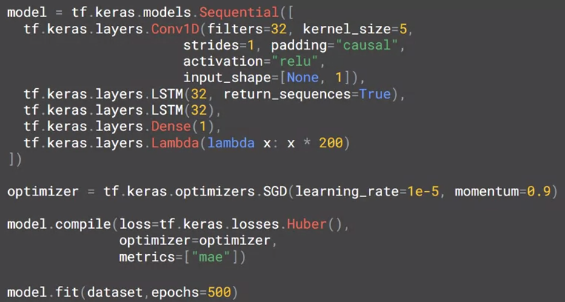 model = tf.keras.models.Sequential([
  tf.keras.layers.Conv1D(filters=32, kernel_size=5,
                         strides=1, padding="causal",
                         activation="relu",
                         input_shape=[None, 1]),
  tf.keras.layers.LSTM(32, return_sequences=True),
  tf.keras.layers.LSTM(32),
  tf.keras.layers.Dense(1),
  tf.keras.layers.Lambda(lambda x: x * 200)
])

optimizer = tf.keras.optimizers.SGD(learning_rate=1e-5, momentum=0.9)

model.compile(loss=tf.keras.losses.Huber(),
              optimizer=optimizer,
              metrics=["mae"])

model.fit(dataset,epochs=500)